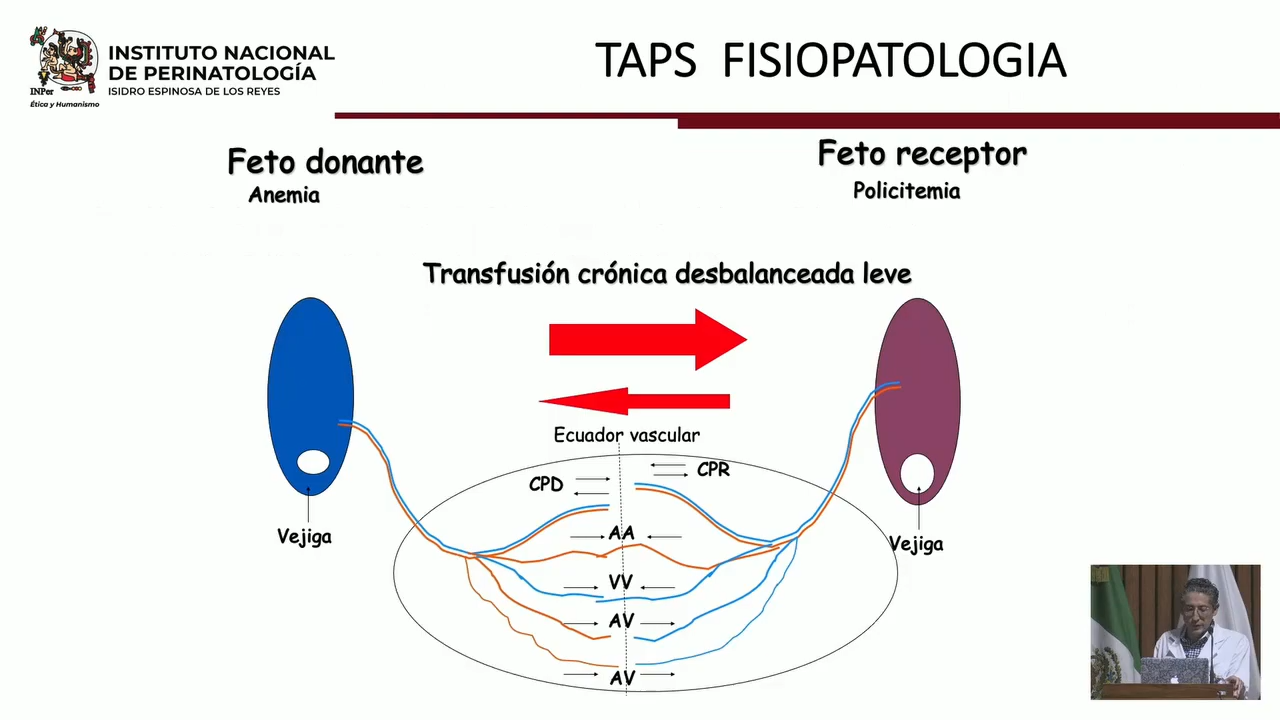 INSTITUTO NACIONAL
DE PERINATOLOGÍA
ISIDRO ESPINOSA DE LOS REYES
INPer
Ética y Humanismo
TAPS FISIOPATOLOGIA
Feto donante
Anemia
Feto receptor
Policitemia
Transfusión crónica desbalanceada leve
Ecuador vascular
CPD
CPR
AA
VV
AV
AV
Vejiga
Vejiga